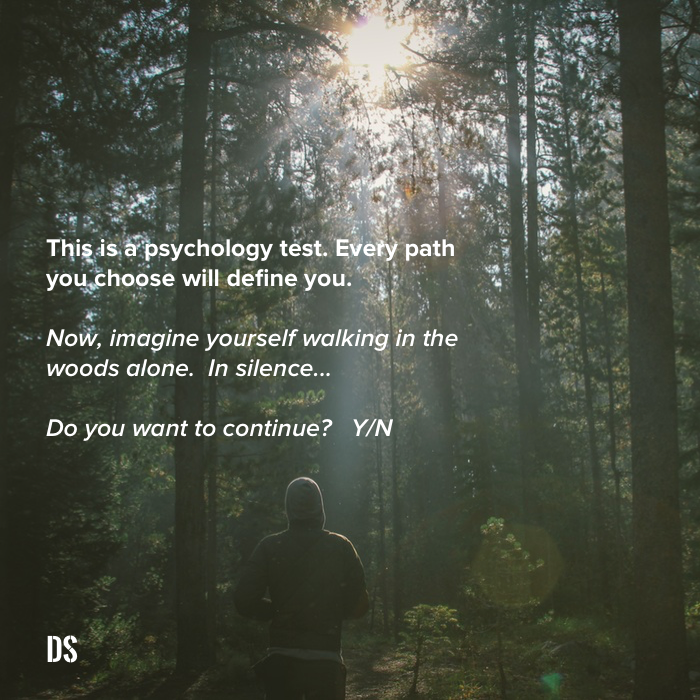 This is a psychology test. Every path
you choose will define you.
Now, imagine yourself walking in the
woods alone.  In silence...
Do you want to continue?   Y/N
DS